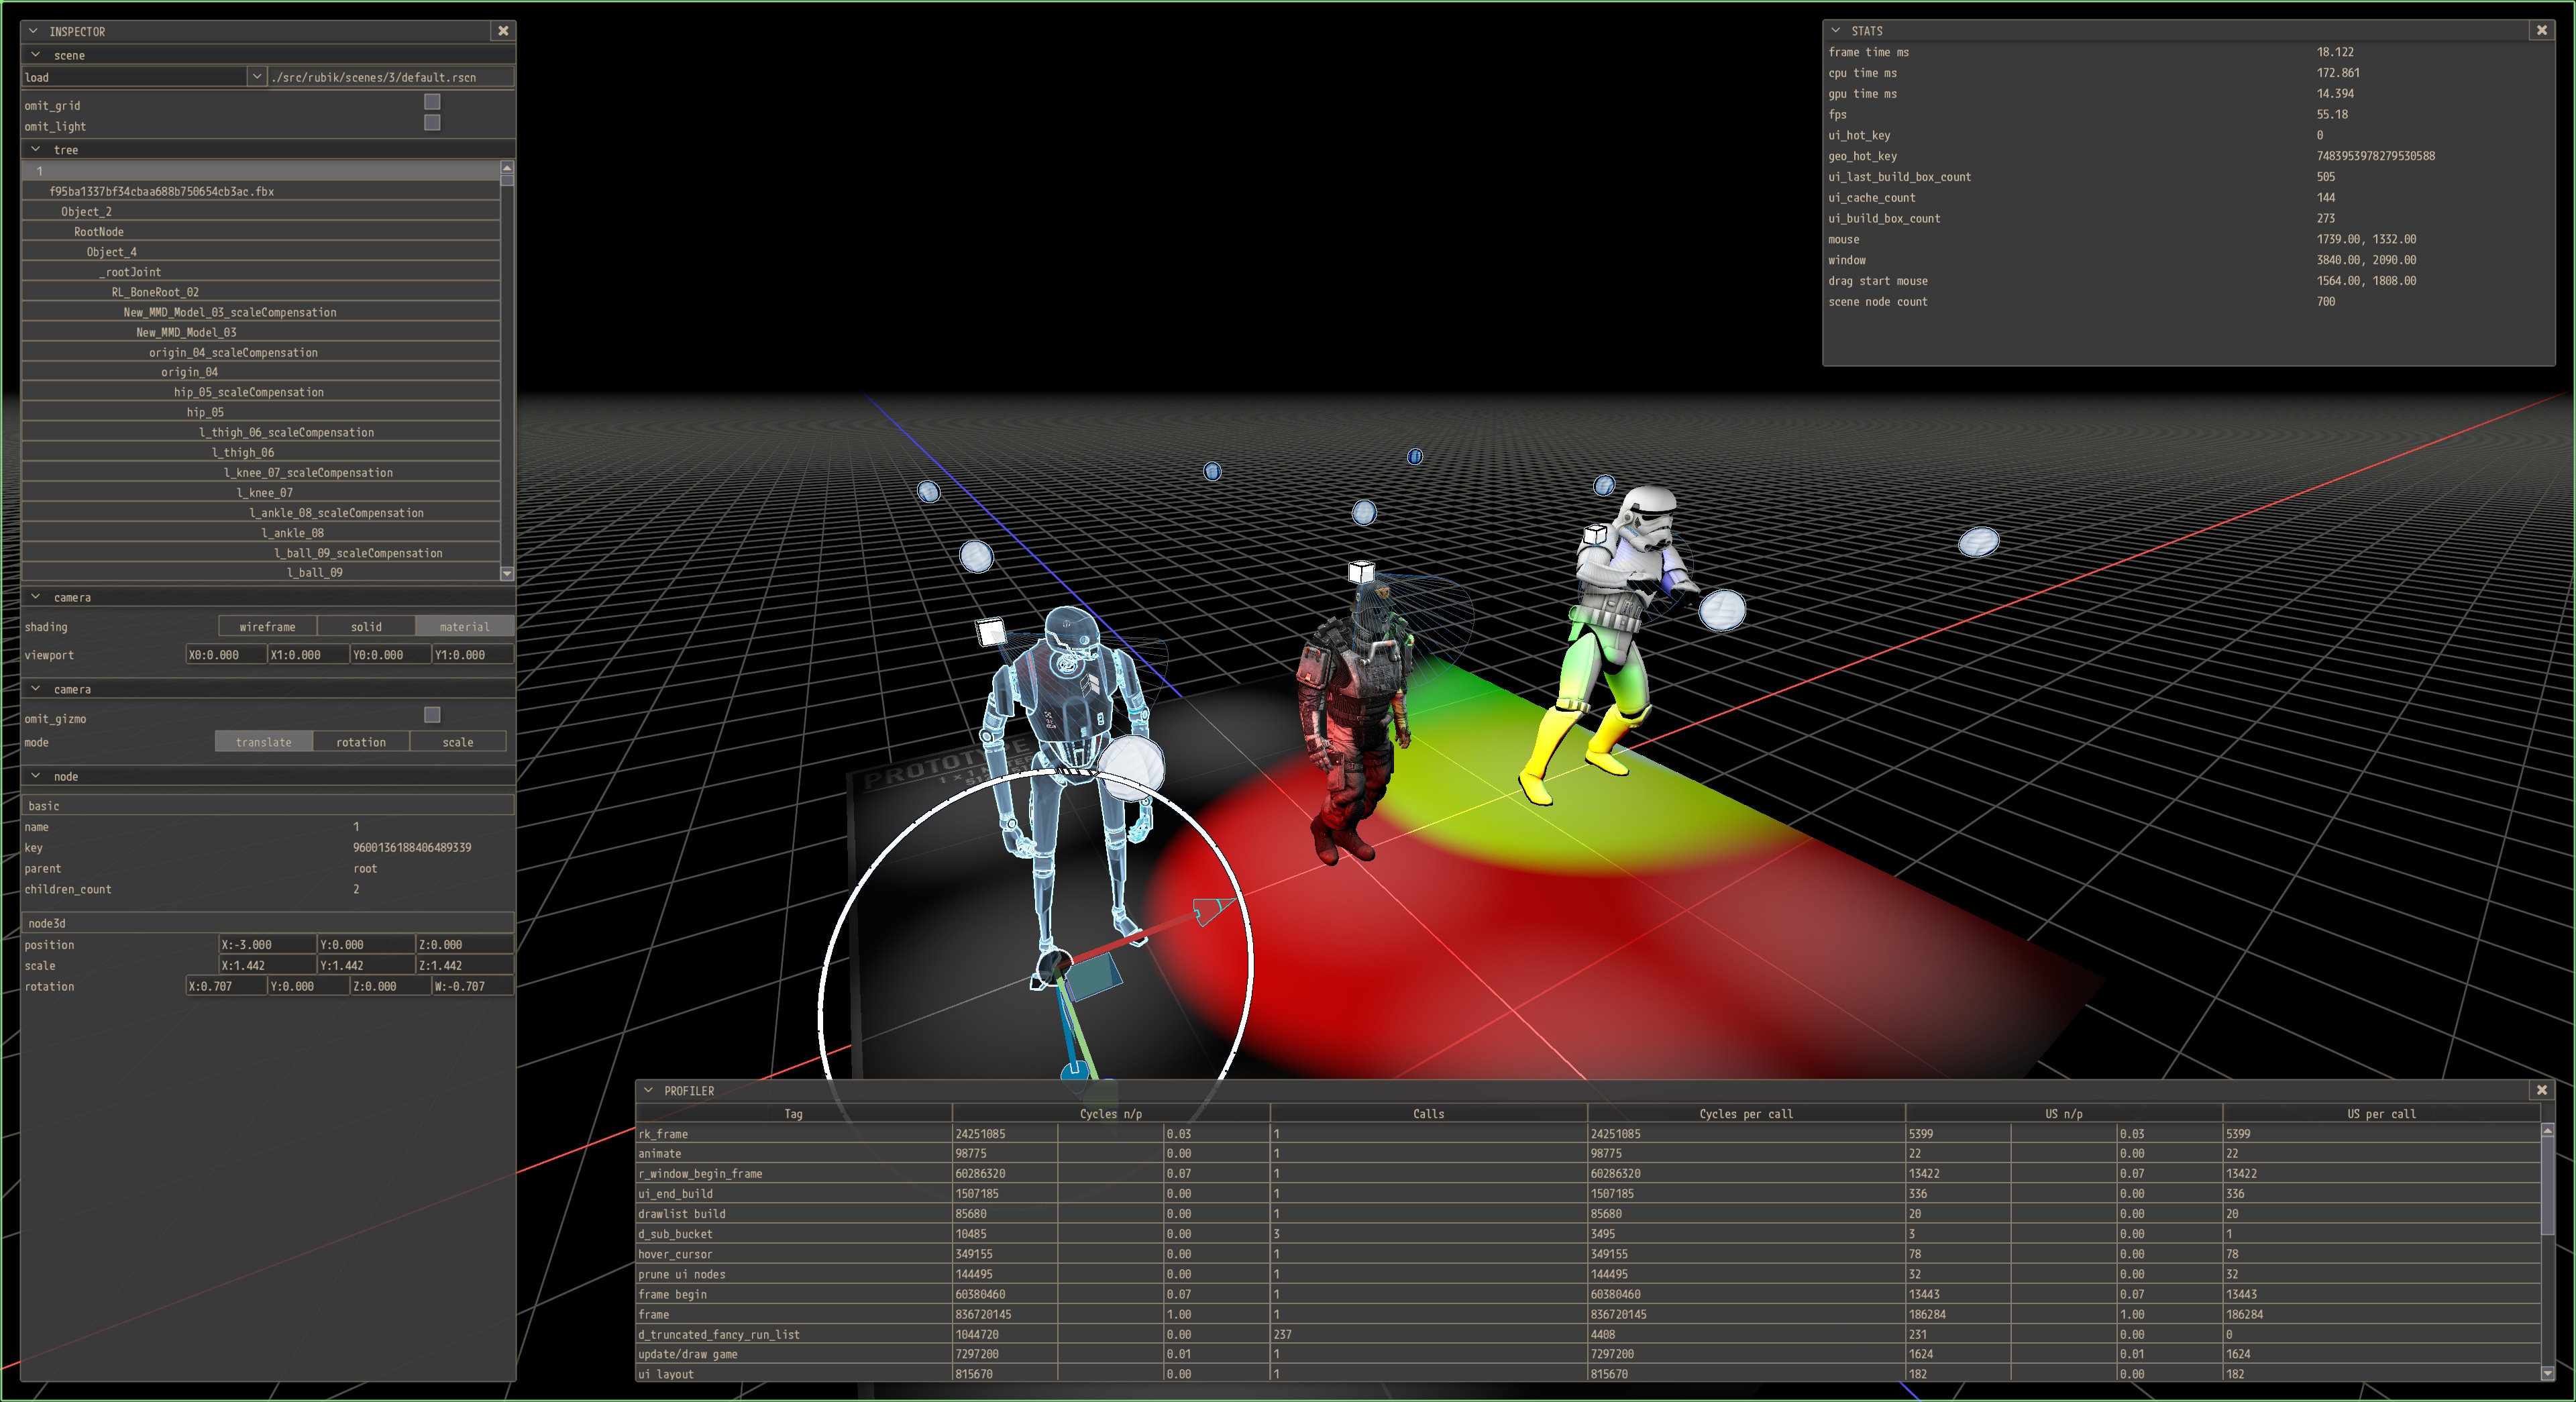 INSPECTOR
scene
load ./src/rubik/scenes/3/default.rscn
omit_grid
omit_light
tree
1
f95ba1337bf34cbaa688b750654cb3ac.fbx
Object_2
RootNode
Object_4
_rootJoint
RL_BoneRoot_02
New_MMD_Model_03_scaleCompensation
New_MMD_Model_03
origin_04_scaleCompensation
origin_04
hip_05_scaleCompensation
hip_05
l_thigh_06_scaleCompensation
l_thigh_06
l_knee_07_scaleCompensation
l_knee_07
l_ankle_08_scaleCompensation
l_ankle_08
l_ball_09_scaleCompensation
l_ball_09
camera
shading wireframe solid material
viewport X0:0.000 X1:0.000 Y0:0.000 Y1:0.000
camera
omit_gizmo
mode translate rotation scale
node
basic
name 1
key 9600136188406489339
parent root
children_count 2
node3d
position X:-3.000 Y:0.000 Z:0.000
scale X:1.442 Y:1.442 Z:1.442
rotation X:0.707 Y:0.000 Z:0.000 W:-0.707
STATS
frame time ms 18.122
cpu time ms 172.861
gpu time ms 14.394
fps 55.18
ui_hot_key 0
geo_hot_key 7483953978279530588
ui_last_build_box_count 505
ui_cache_count 144
ui_build_box_count 273
mouse 1739.00, 1332.00
window 3840.00, 2090.00
drag start mouse 1564.00, 1808.00
scene node count 700
PROTOTYPE
PROFILER
Tag Cycles n/p Calls Cycles per call US n/p US per call
rk_frame 24251085 0.03 1 24251085 5399 0.03 5399
animate 98775 0.00 1 98775 22 0.00 22
r_window_begin_frame 60286320 0.07 1 60286320 13422 0.07 13422
ui_end_build 1507185 0.00 1 1507185 336 0.00 336
drawlist build 85680 0.00 1 85680 20 0.00 20
d_sub_bucket 10485 0.00 3 3495 3 0.00 1
hover_cursor 349155 0.00 1 349155 78 0.00 78
prune ui nodes 144495 0.00 1 144495 32 0.00 32
frame begin 60380460 0.07 1 60380460 13443 0.07 13443
frame 836720145 1.00 1 836720145 186284 1.00 186284
d_truncated_fancy_run_list 1044720 0.00 237 4408 231 0.00 0
update/draw game 7297200 0.01 1 7297200 1624 0.01 1624
ui layout 815670 0.00 1 815670 182 0.00 182